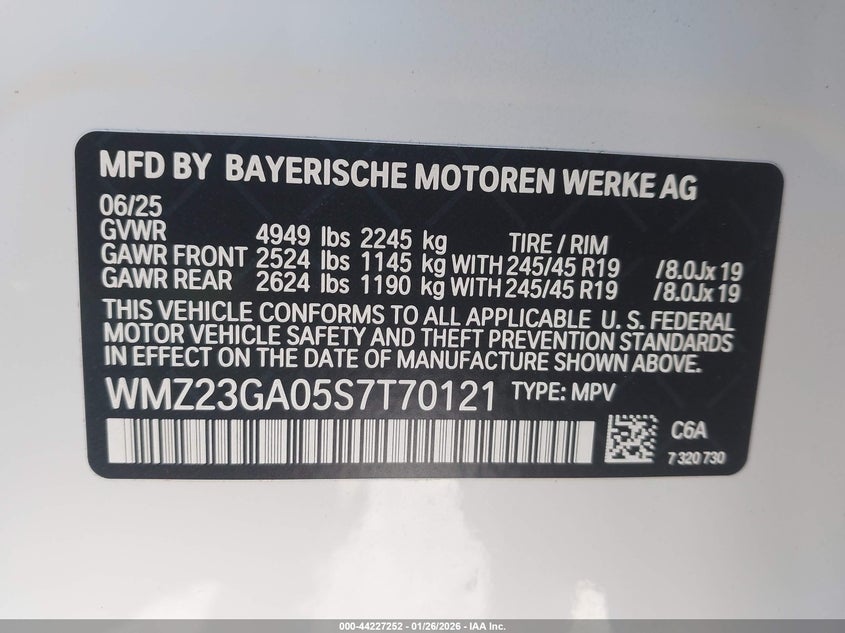 MFD BY BAYERISCHE MOTOREN WERKE AG
06/25
GVWR 4949 lbs 2245 kg TIRE / RIM
GAWR FRONT 2524 lbs 1145 kg WITH 245/45 R19 /8.0Jx19
GAWR REAR 2624 lbs 1190 kg WITH 245/45 R19 /8.0Jx19
THIS VEHICLE CONFORMS TO ALL APPLICABLE U. S. FEDERAL
MOTOR VEHICLE SAFETY AND THEFT PREVENTION STANDARDS
IN EFFECT ON THE DATE OF MANUFACTURE SHOWN ABOVE.
WMZ23GA05S7T70121 TYPE: MPV
C6A
7 320 730
000-44227252 - 01/26/2026 - IAA Inc.